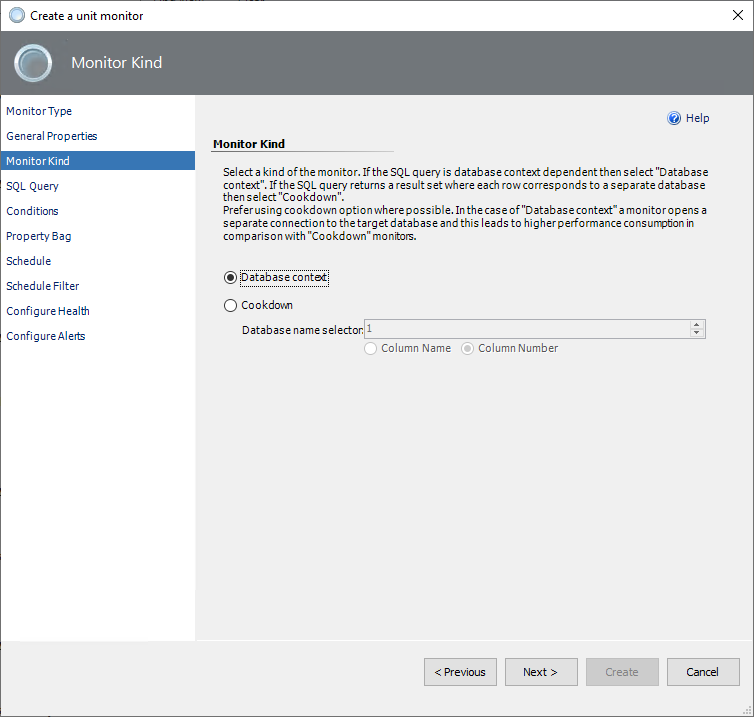 Create a unit monitor
Monitor Kind
Monitor Type
General Properties
Monitor Kind
SQL Query
Conditions
Property Bag
Schedule
Schedule Filter
Configure Health
Configure Alerts
Help
Monitor Kind
Select a kind of the monitor. If the SQL query is database context dependent then select "Database
context". If the SQL query returns a result set where each row corresponds to a separate database
then select "Cookdown".
Prefer using cookdown option where possible. In the case of "Database context" a monitor opens a
separate connection to the target database and this leads to higher performance consumption in
comparison with "Cookdown" monitors.
Database context
Cookdown
Database name selector: 1
Column Name Column Number
< Previous Next > Create Cancel